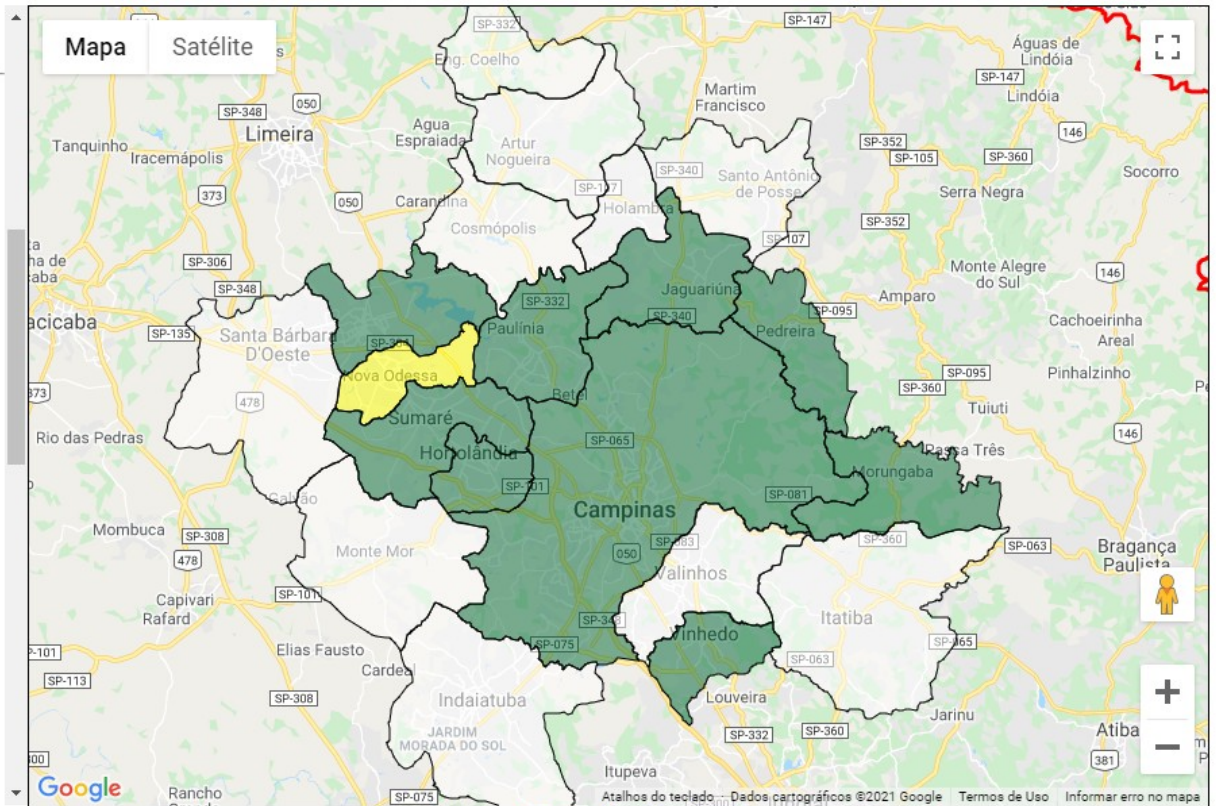 Mapa
Satélite
SP-332
SP-147
Eng. Coelho
Águas de
Lindóia
SP-147
Lindóia
Martim
Francisco
050
SP-348
Limeira
Agua
Espraiada
Artur
Nogueira
146
Tanquinho
Iracemápolis
SP-352
SP-105
SP-360
Socorro
SP-340
Santo Antônio
de Posse
373
050
Carandina
Holambra
Serra Negra
Cosmópolis
SP-352
SP-107
SP-306
SP-348
Monte Alegre
do Sul
146
Jaguariúna
SP-332
Amparo
acicaba
SP-135
SP-340
SP-095
Cachoeirinha
Areal
Santa Bárbara
D'Oeste
Paulínia
Pedreira
Nova Odessa
SP-095
Pinhalzinho
373
478
Betel
SP-360
Sumaré
Tuiuti
Rio das Pedras
SP-065
146
Hortolândia
Passa Três
Morungaba
SP-101
SP-081
Galvão
Campinas
Mombuca
SP-308
Monte Mor
050
SP-083
SP-360
SP-063
Bragança
Paulista
478
Valinhos
Capivari
Rafard
SP-101
Itatiba
Vinhedo
SP-075
SP-065
P-101
Elias Fausto
Cardeal
SP-063
SP-113
SP-308
Indaiatuba
Louveira
Jarinu
JARDIM
MORADA DO SOL
SP-332
SP-360
Atiba
381
Itupeva
Google
Rancho
SP-075
Atalhos do teclado
Dados cartográficos ©2021 Google
Termos de Uso
Informar erro no mapa